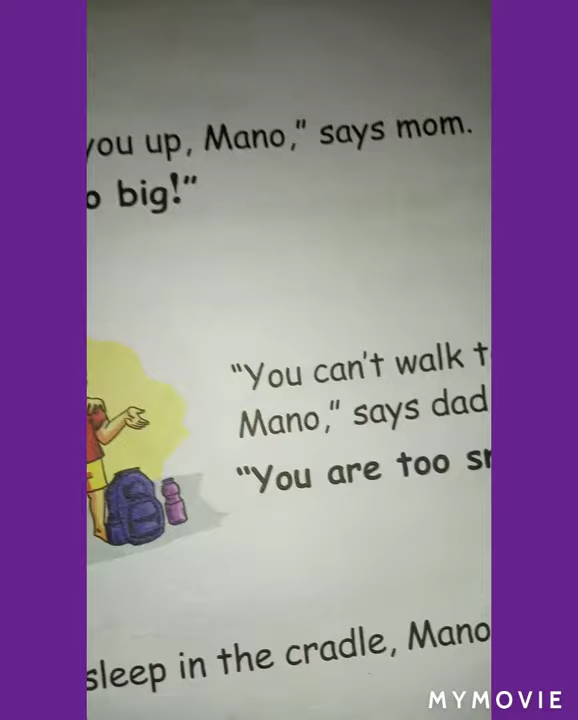 you up, Mano," says mom.
big!"
"You can't walk
Mano," says dad
"You are too
sleep in the cradle, Mano
MYMOVIE